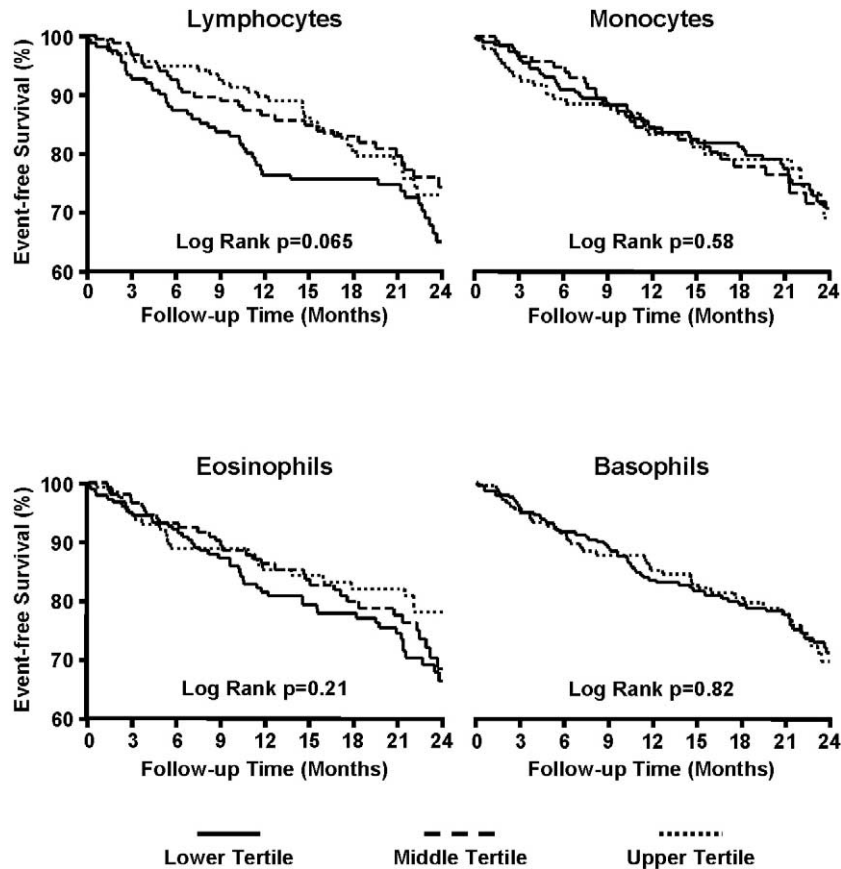 Lymphocytes
Event-free Survival (%)
100
90
80
70
60
Log Rank p=0.065
0 3 6 9 12 15 18 21 24
Follow-up Time (Months)
Monocytes
Log Rank p=0.58
0 3 6 9 12 15 18 21 24
Follow-up Time (Months)
Eosinophils
Event-free Survival (%)
100
90
80
70
60
Log Rank p=0.21
0 3 6 9 12 15 18 21 24
Follow-up Time (Months)
Basophils
Log Rank p=0.82
0 3 6 9 12 15 18 21 24
Follow-up Time (Months)
Lower Tertile Middle Tertile Upper Tertile